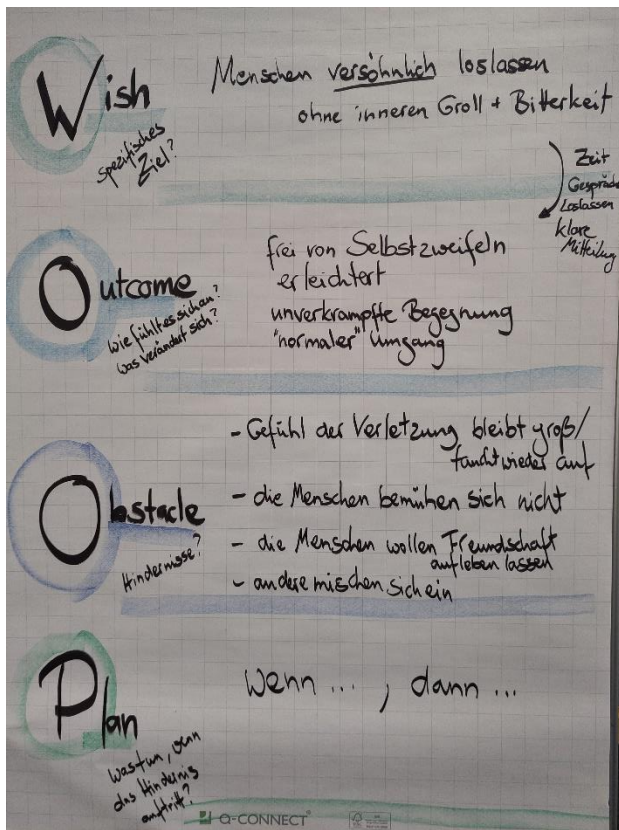 Wish
spezifisches
Ziel?
Menschen versöhnlich loslassen
ohne inneren Groll + Bitterkeit
Zeit
Gespräche
Loslassen
klare
Mitteilung
Outcome
Wie fühlt es sich an?
Was verändert sich?
frei von Selbstzweifeln
erleichtert
unverkrampfte Begegnung
"normaler" Umgang
Obstacle
Hindernisse?
- Gefühl der Verletzung bleibt groß/
taucht wieder auf
- die Menschen bemühen sich nicht
- die Menschen wollen Freundschaft
aufleben lassen
- andere mischen sich ein
Plan
Was tun, wenn
das Hindernis
auftritt?
Wenn ... , dann ...
Q-CONNECT®